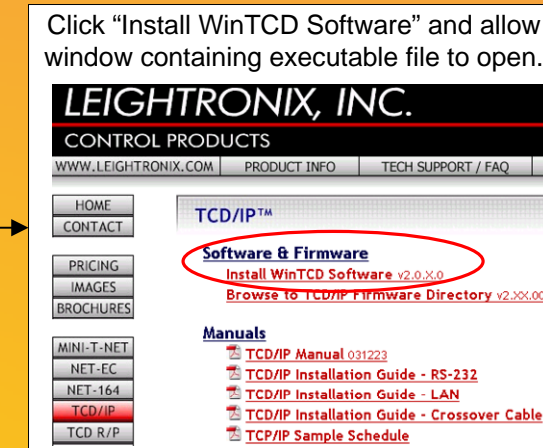 Click “Install WinTCD Software” and allow
window containing executable file to open.
LEIGHTRONIX, INC.
CONTROL PRODUCTS
WWW.LEIGHTRONIX.COM PRODUCT INFO TECH SUPPORT / FAQ
HOME
CONTACT
PRICING
IMAGES
BROCHURES
MINI-T-NET
NET-EC
NET-164
TCD/IP
TCD R/P
TCD/IP™
Software & Firmware
Install WinTCD Software v2.0.X.0
Browse to TCD/IP Firmware Directory v2.XX.00
Manuals
TCD/IP Manual 031223
TCD/IP Installation Guide - RS-232
TCD/IP Installation Guide - LAN
TCD/IP Installation Guide - Crossover Cable
TCP/IP Sample Schedule